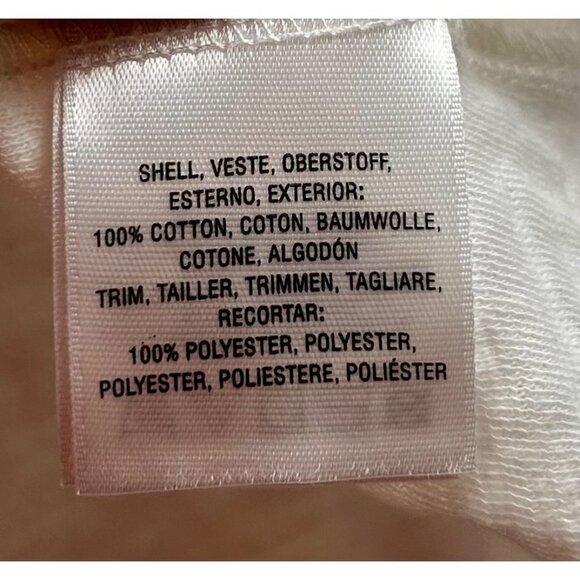 SHELL, VESTE, OBERSTOFF,
ESTERNO, EXTERIOR:
100% COTTON, COTON, BAUMWOLLE,
COTONE, ALGODÓN
TRIM, TAILLER, TRIMMEN, TAGLIARE,
RECORTAR:
100% POLYESTER, POLYESTER,
POLYESTER, POLIESTERE, POLIÉSTER